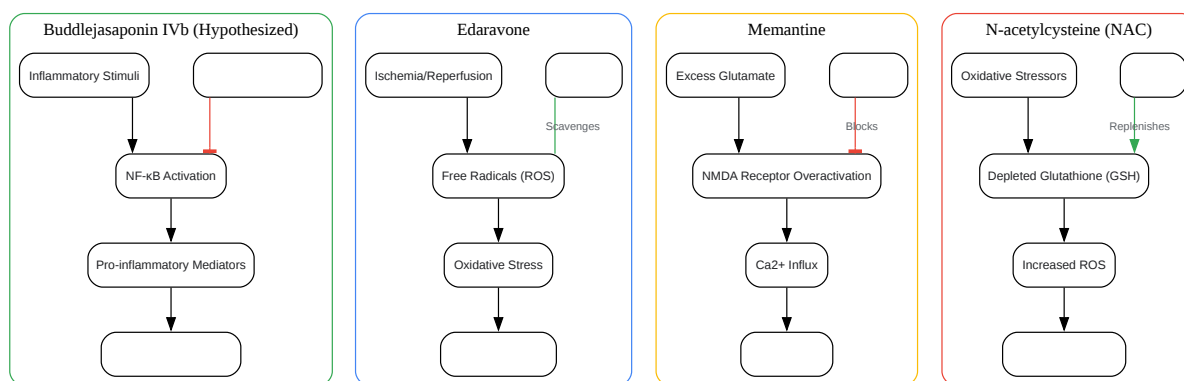 Buddlejasaponin IVb (Hypothesized)
Inflammatory Stimuli
NF-κB Activation
Pro-inflammatory Mediators
Edaravone
Ischemia/Reperfusion
Scavenges
Free Radicals (ROS)
Oxidative Stress
Memantine
Excess Glutamate
Blocks
NMDA Receptor Overactivation
Ca2+ Influx
N-acetylcysteine (NAC)
Oxidative Stressors
Replenishes
Depleted Glutathione (GSH)
Increased ROS